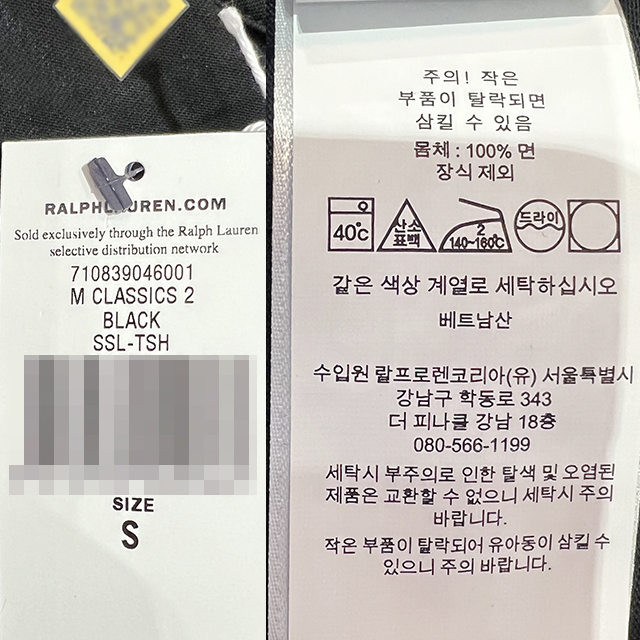 RALPHLAUREN.COM
Sold exclusively through the Ralph Lauren
selective distribution network
710839046001
M CLASSICS 2
BLACK
SSL-TSH
SIZE
S
주의! 작은
부품이 탈락되면
삼킬 수 있음
몸체 : 100% 면
장식 제외
40℃
산소
표백
2
140~160℃
드라이
같은 색상 계열로 세탁하십시오
베트남산
수입원 랄프로렌코리아(유) 서울특별시
강남구 학동로 343
더 피나클 강남 18층
080-566-1199
세탁시 부주의로 인한 탈색 및 오염된
제품은 교환할 수 없으니 세탁시 주의
바랍니다.
작은 부품이 탈락되어 유아동이 삼킬 수
있으니 주의 바랍니다.